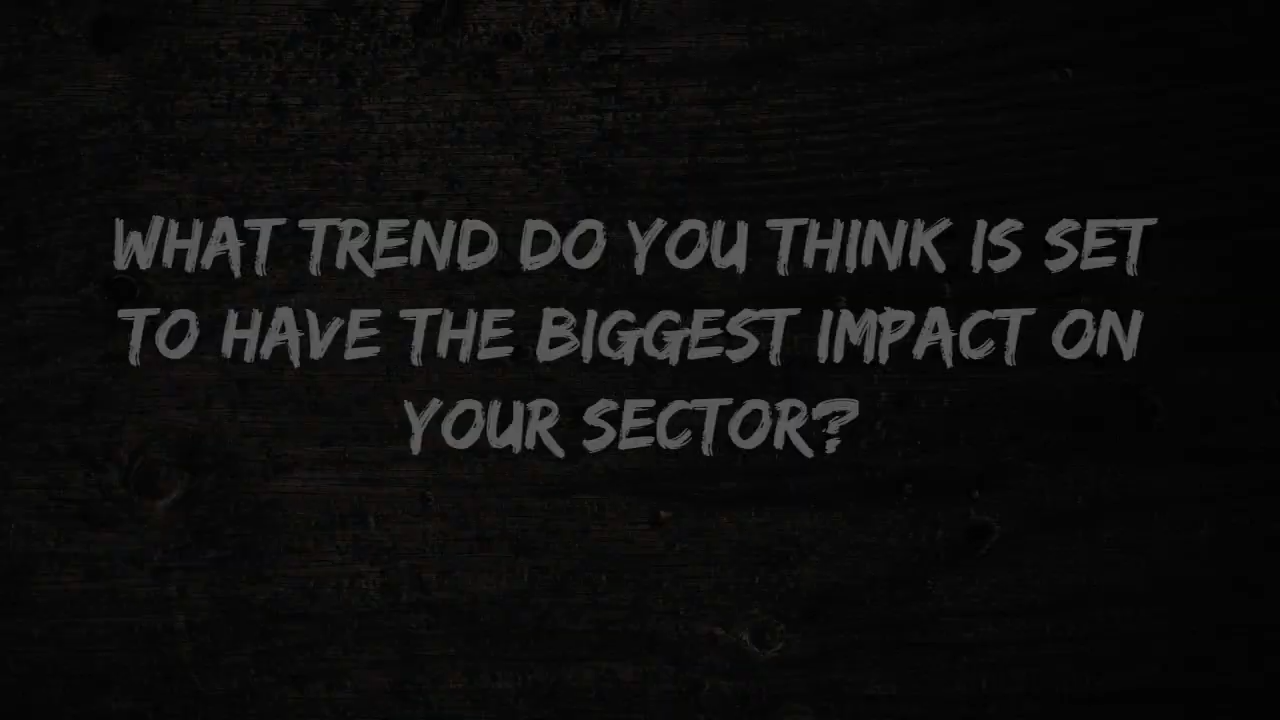 WHAT TREND DO YOU THINK IS SET
TO HAVE THE BIGGEST IMPACT ON
YOUR SECTOR?